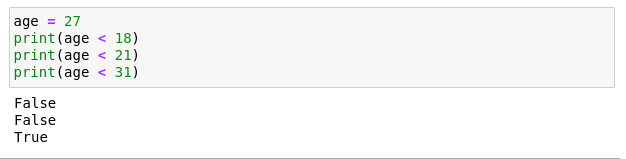 age = 27
print(age < 18)
print(age < 21)
print(age < 31)
False
False
True